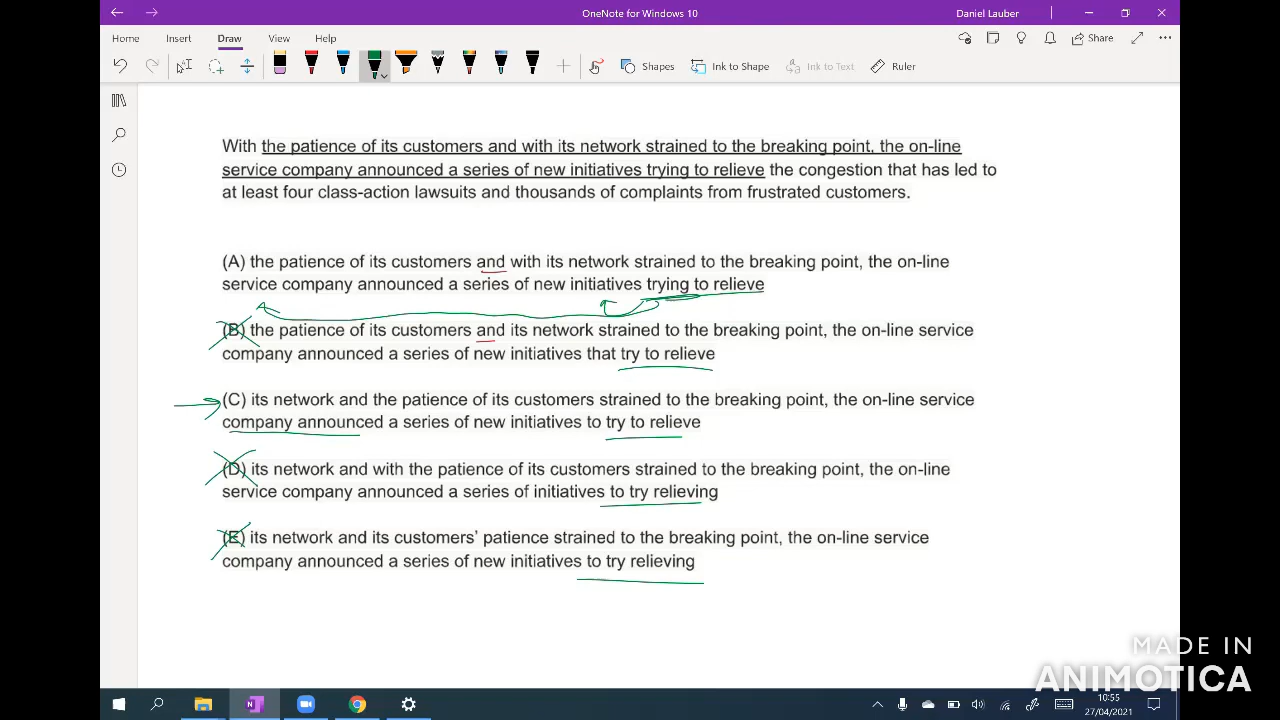 OneNote for Windows 10
Daniel Lauber
Home Insert Draw View Help
Share
Shapes Ink to Shape Ink to Text Ruler
With the patience of its customers and with its network strained to the breaking point, the on-line
service company announced a series of new initiatives trying to relieve the congestion that has led to
at least four class-action lawsuits and thousands of complaints from frustrated customers.
(A) the patience of its customers and with its network strained to the breaking point, the on-line
service company announced a series of new initiatives trying to relieve
(B) the patience of its customers and its network strained to the breaking point, the on-line service
company announced a series of new initiatives that try to relieve
(C) its network and the patience of its customers strained to the breaking point, the on-line service
company announced a series of new initiatives to try to relieve
(D) its network and with the patience of its customers strained to the breaking point, the on-line
service company announced a series of initiatives to try relieving
(E) its network and its customers’ patience strained to the breaking point, the on-line service
company announced a series of new initiatives to try relieving
MADE IN
ANIMOTICA
10:55
27/04/2021